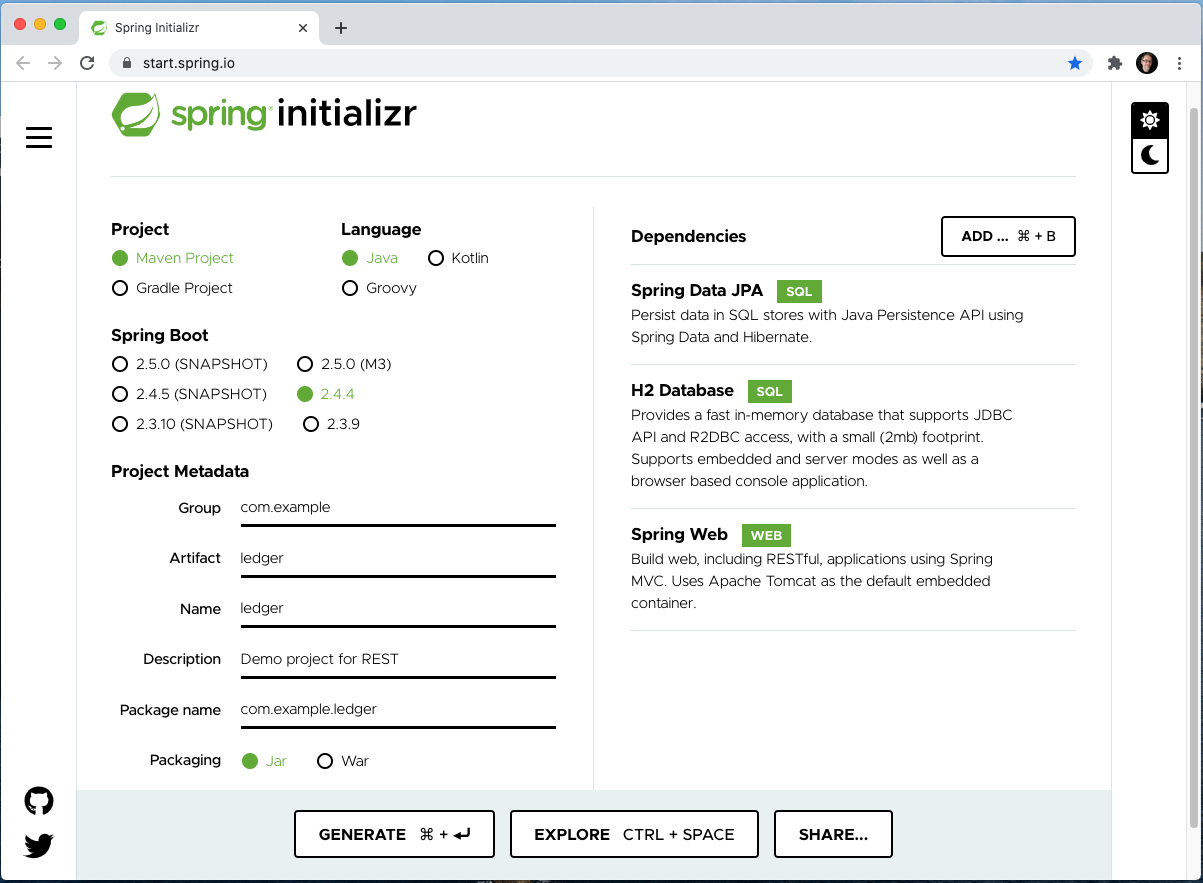 Spring Initializr
start.spring.io
spring initializr
Project
Maven Project
Gradle Project
Language
Java Kotlin
Groovy
Spring Boot
2.5.0 (SNAPSHOT) 2.5.0 (M3)
2.4.5 (SNAPSHOT) 2.4.4
2.3.10 (SNAPSHOT) 2.3.9
Project Metadata
Group com.example
Artifact ledger
Name ledger
Description Demo project for REST
Package name com.example.ledger
Packaging Jar War
Dependencies ADD ... ⌘ + B
Spring Data JPA SQL
Persist data in SQL stores with Java Persistence API using
Spring Data and Hibernate.
H2 Database SQL
Provides a fast in-memory database that supports JDBC
API and R2DBC access, with a small (2mb) footprint.
Supports embedded and server modes as well as a
browser based console application.
Spring Web WEB
Build web, including RESTful, applications using Spring
MVC. Uses Apache Tomcat as the default embedded
container.
GENERATE ⌘ + ↵ EXPLORE CTRL + SPACE SHARE...